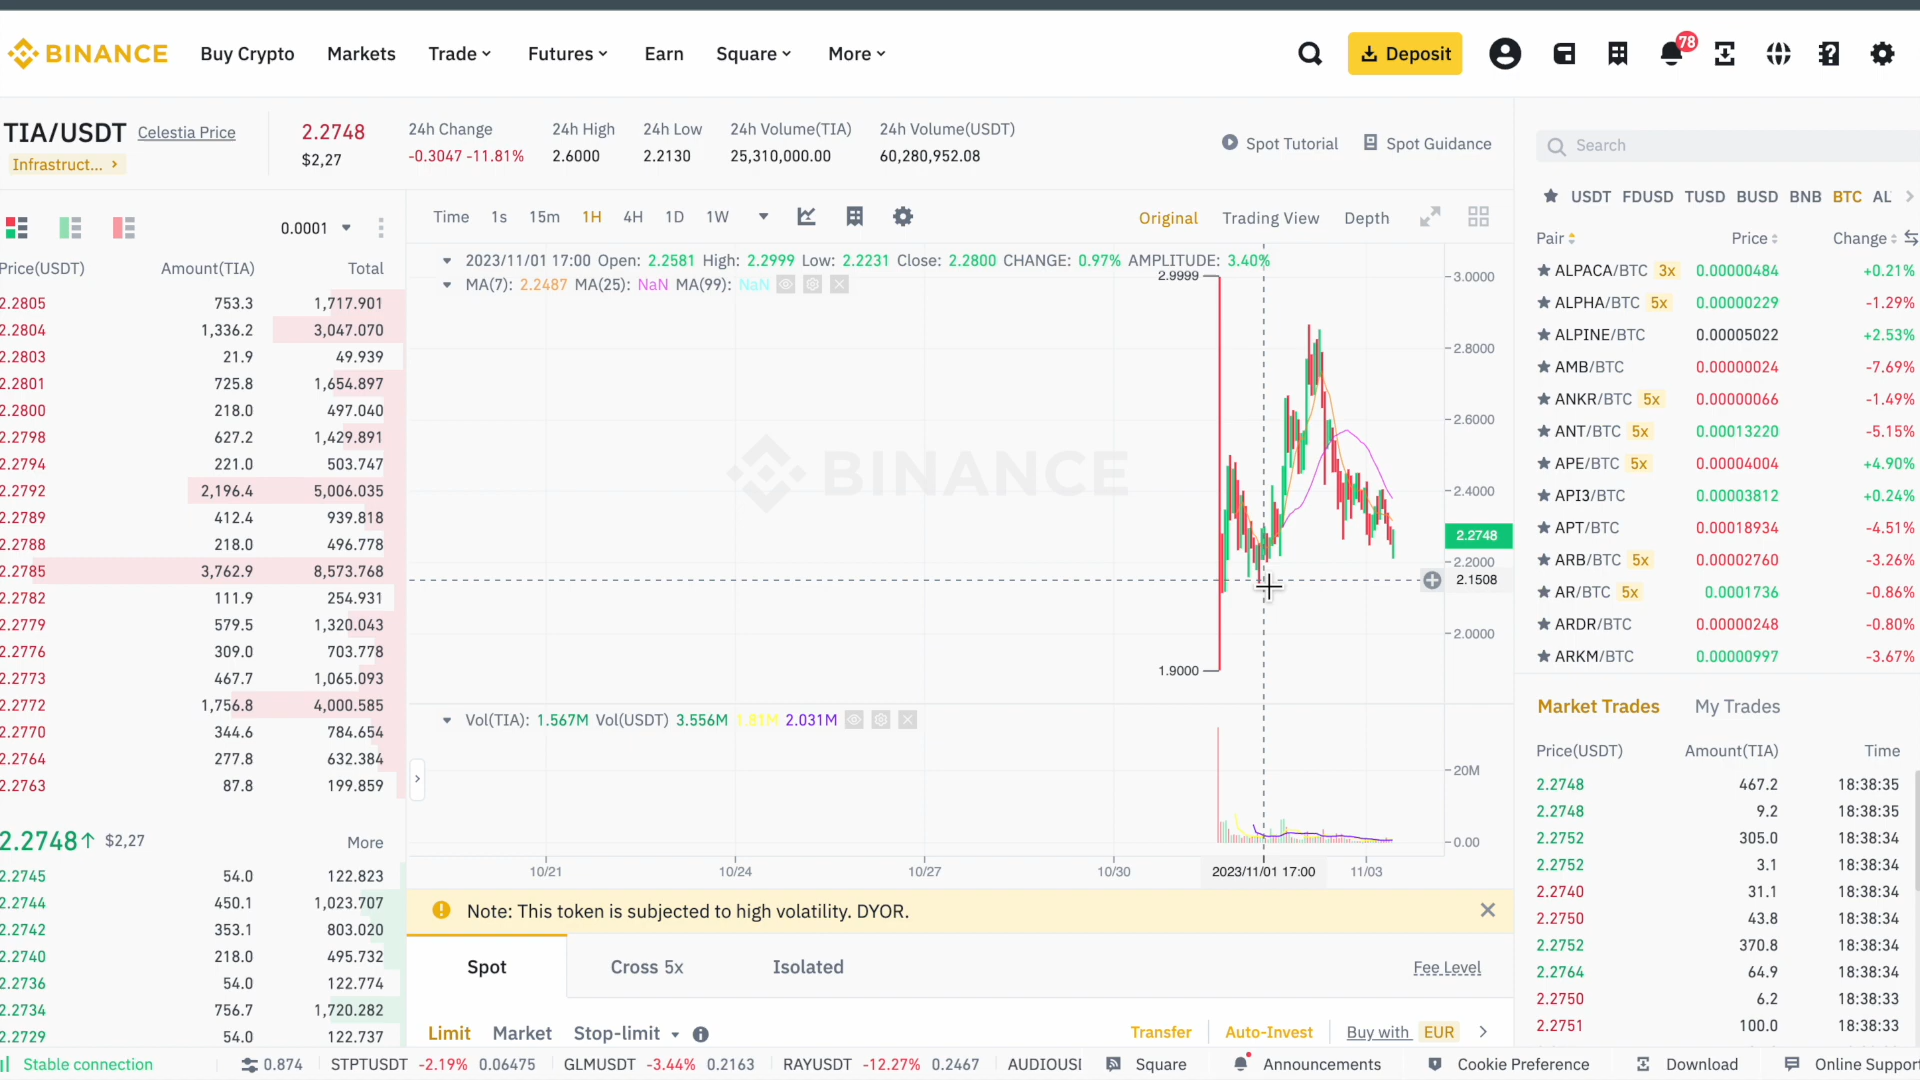 BINANCE Buy Crypto Markets Trade Futures Earn Square More Deposit 78
TIA/USDT Celestia Price
Infrastruct...
2.2748
$2,27
24h Change
-0.3047 -11.81%
24h High
2.6000
24h Low
2.2130
24h Volume(TIA)
25,310,000.00
24h Volume(USDT)
60,280,952.08
Spot Tutorial Spot Guidance
0.0001
Price(USDT) Amount(TIA) Total
2.2805 753.3 1,717.901
2.2804 1,336.2 3,047.070
2.2803 21.9 49.939
2.2801 725.8 1,654.897
2.2800 218.0 497.040
2.2798 627.2 1,429.891
2.2794 221.0 503.747
2.2792 2,196.4 5,006.035
2.2789 412.4 939.818
2.2788 218.0 496.778
2.2785 3,762.9 8,573.768
2.2782 111.9 254.931
2.2779 579.5 1,320.043
2.2776 309.0 703.778
2.2773 467.7 1,065.093
2.2772 1,756.8 4,000.585
2.2770 344.6 784.654
2.2764 277.8 632.384
2.2763 87.8 199.859
2.2748↑ $2,27 More
2.2745 54.0 122.823
2.2744 450.1 1,023.707
2.2742 353.1 803.020
2.2740 218.0 495.732
2.2736 54.0 122.774
2.2734 756.7 1,720.282
2.2729 54.0 122.737
Time 1s 15m 1H 4H 1D 1W
Original Trading View Depth
2023/11/01 17:00 Open: 2.2581 High: 2.2999 Low: 2.2231 Close: 2.2800 CHANGE: 0.97% AMPLITUDE: 3.40%
MA(7): 2.2487 MA(25): NaN MA(99): NaN
2.9999
1.9000
BINANCE
3.0000
2.8000
2.6000
2.4000
2.2748
2.2000
2.1508
2.0000
Vol(TIA): 1.567M Vol(USDT) 3.556M 1.81M 2.031M
20M
0.00
10/21 10/24 10/27 10/30 2023/11/01 17:00 11/03
Note: This token is subjected to high volatility. DYOR.
Spot Cross 5x Isolated Fee Level
Limit Market Stop-limit Transfer Auto-Invest Buy with EUR
Search
USDT FDUSD TUSD BUSD BNB BTC AL
Pair Price Change
ALPACA/BTC 3x 0.00000484 +0.21%
ALPHA/BTC 5x 0.00000229 -1.29%
ALPINE/BTC 0.00005022 +2.53%
AMB/BTC 0.00000024 -7.69%
ANKR/BTC 5x 0.00000066 -1.49%
ANT/BTC 5x 0.00013220 -5.15%
APE/BTC 5x 0.00004004 +4.90%
API3/BTC 0.00003812 +0.24%
APT/BTC 0.00018934 -4.51%
ARB/BTC 5x 0.00002760 -3.26%
AR/BTC 5x 0.0001736 -0.86%
ARDR/BTC 0.00000248 -0.80%
ARKM/BTC 0.00000997 -3.67%
Market Trades My Trades
Price(USDT) Amount(TIA) Time
2.2748 467.2 18:38:35
2.2748 9.2 18:38:35
2.2752 305.0 18:38:34
2.2752 3.1 18:38:34
2.2740 31.1 18:38:34
2.2750 43.8 18:38:34
2.2752 370.8 18:38:34
2.2764 64.9 18:38:34
2.2750 6.2 18:38:33
2.2751 100.0 18:38:33
Stable connection 0.874 STPTUSDT -2.19% 0.06475 GLMUSDT -3.44% 0.2163 RAYUSDT -12.27% 0.2467 AUDIOUSI Square Announcements Cookie Preference Download Online Suppor